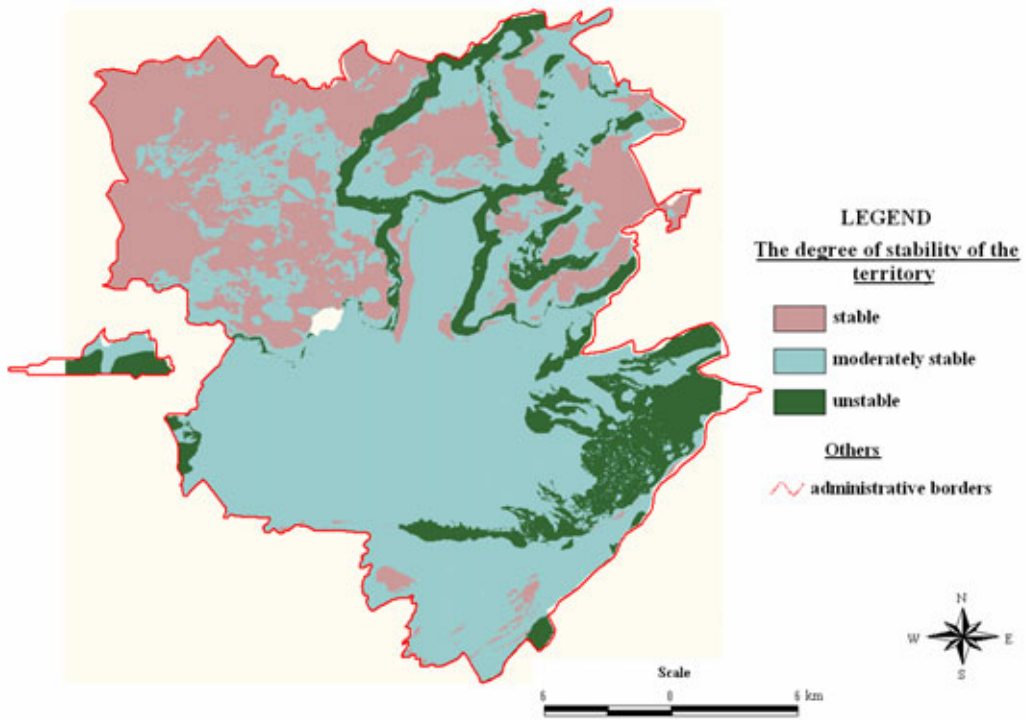 LEGEND
The degree of stability of the
territory
stable
moderately stable
unstable
Others
administrative borders
N
W E
S
Scale
6 0 6 km